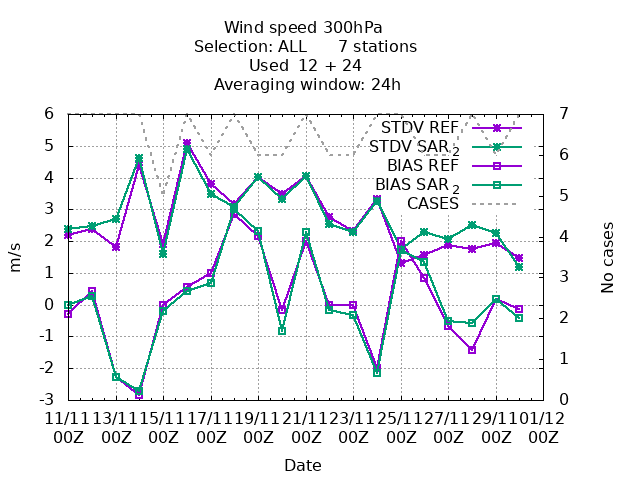 Wind speed 300hPa
Selection: ALL 7 stations
Used 12 + 24
Averaging window: 24h
STDV REF
STDV SAR_2
BIAS REF
BIAS SAR_2
CASES
6
5
4
3
2
1
0
-1
-2
-3
7
6
5
4
3
2
1
0
m/s
No cases
11/11 13/11 15/11 17/11 19/11 21/11 23/11 25/11 27/11 29/11 01/12
00Z 00Z 00Z 00Z 00Z 00Z 00Z 00Z 00Z 00Z 00Z
Date